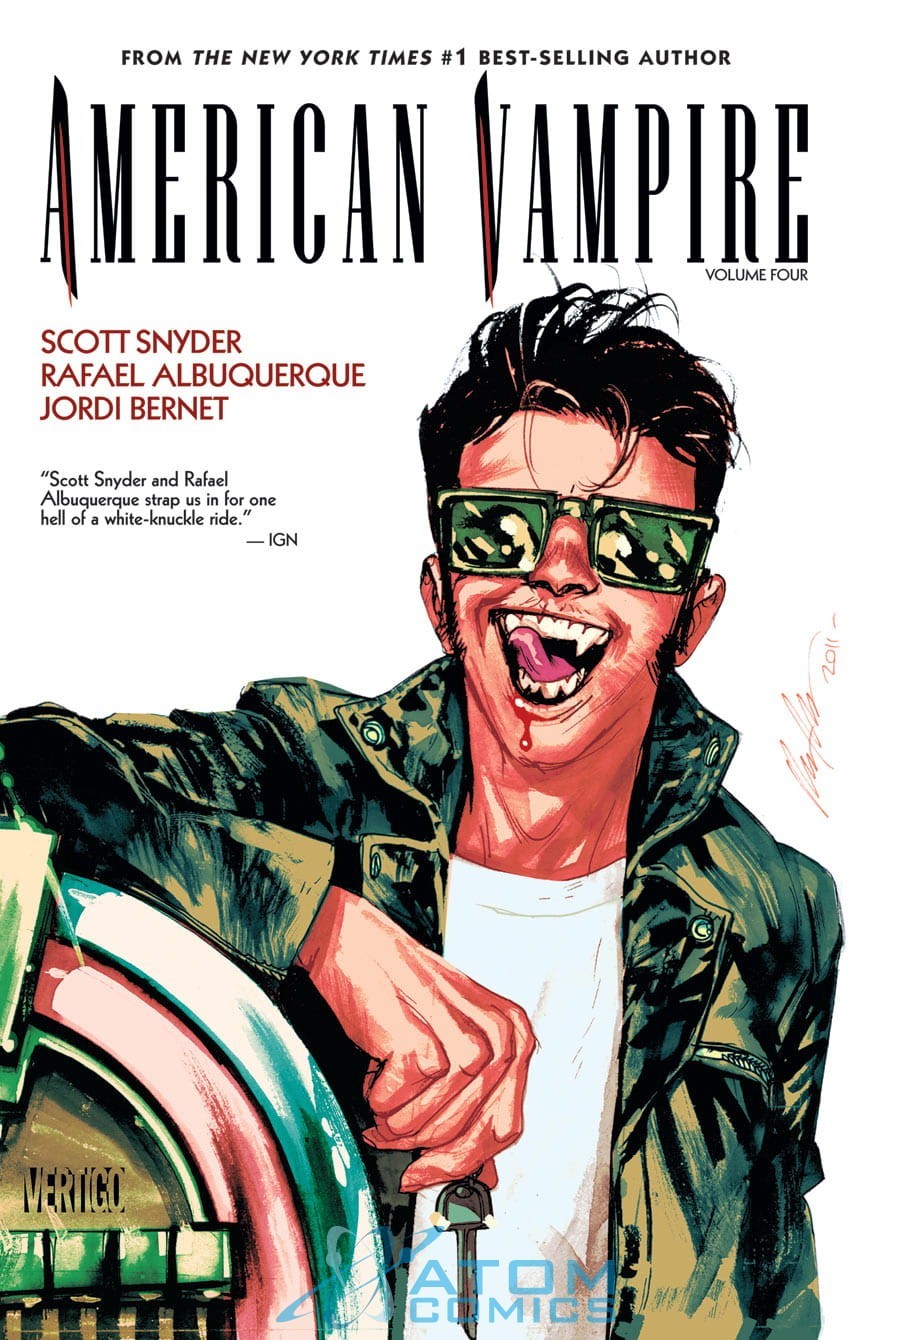 FROM THE NEW YORK TIMES #1 BEST-SELLING AUTHOR
AMERICAN VAMPIRE
VOLUME FOUR
SCOTT SNYDER
RAFAEL ALBUQUERQUE
JORDI BERNET
“Scott Snyder and Rafael
Albuquerque strap us in for one
hell of a white-knuckle ride.”
— IGN
2011-
VERTIGO
ATOM
COMICS